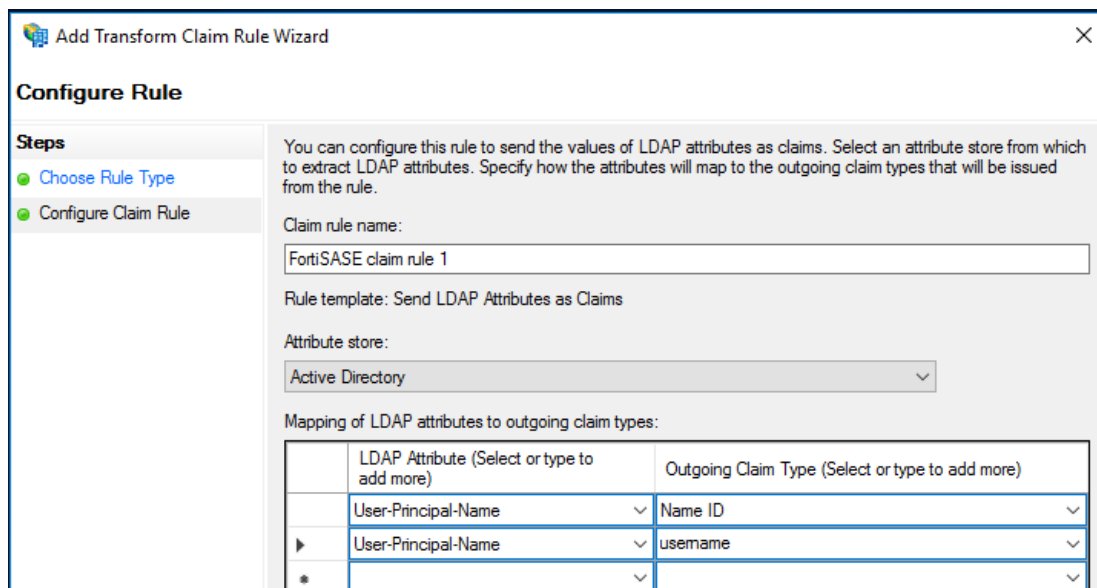 Add Transform Claim Rule Wizard
Configure Rule
Steps
Choose Rule Type
Configure Claim Rule
You can configure this rule to send the values of LDAP attributes as claims. Select an attribute store from which
to extract LDAP attributes. Specify how the attributes will map to the outgoing claim types that will be issued
from the rule.
Claim rule name:
FortiSASE claim rule 1
Rule template: Send LDAP Attributes as Claims
Attribute store:
Active Directory
Mapping of LDAP attributes to outgoing claim types:
LDAP Attribute (Select or type to
add more)
Outgoing Claim Type (Select or type to add more)
User-Principal-Name
Name ID
User-Principal-Name
username